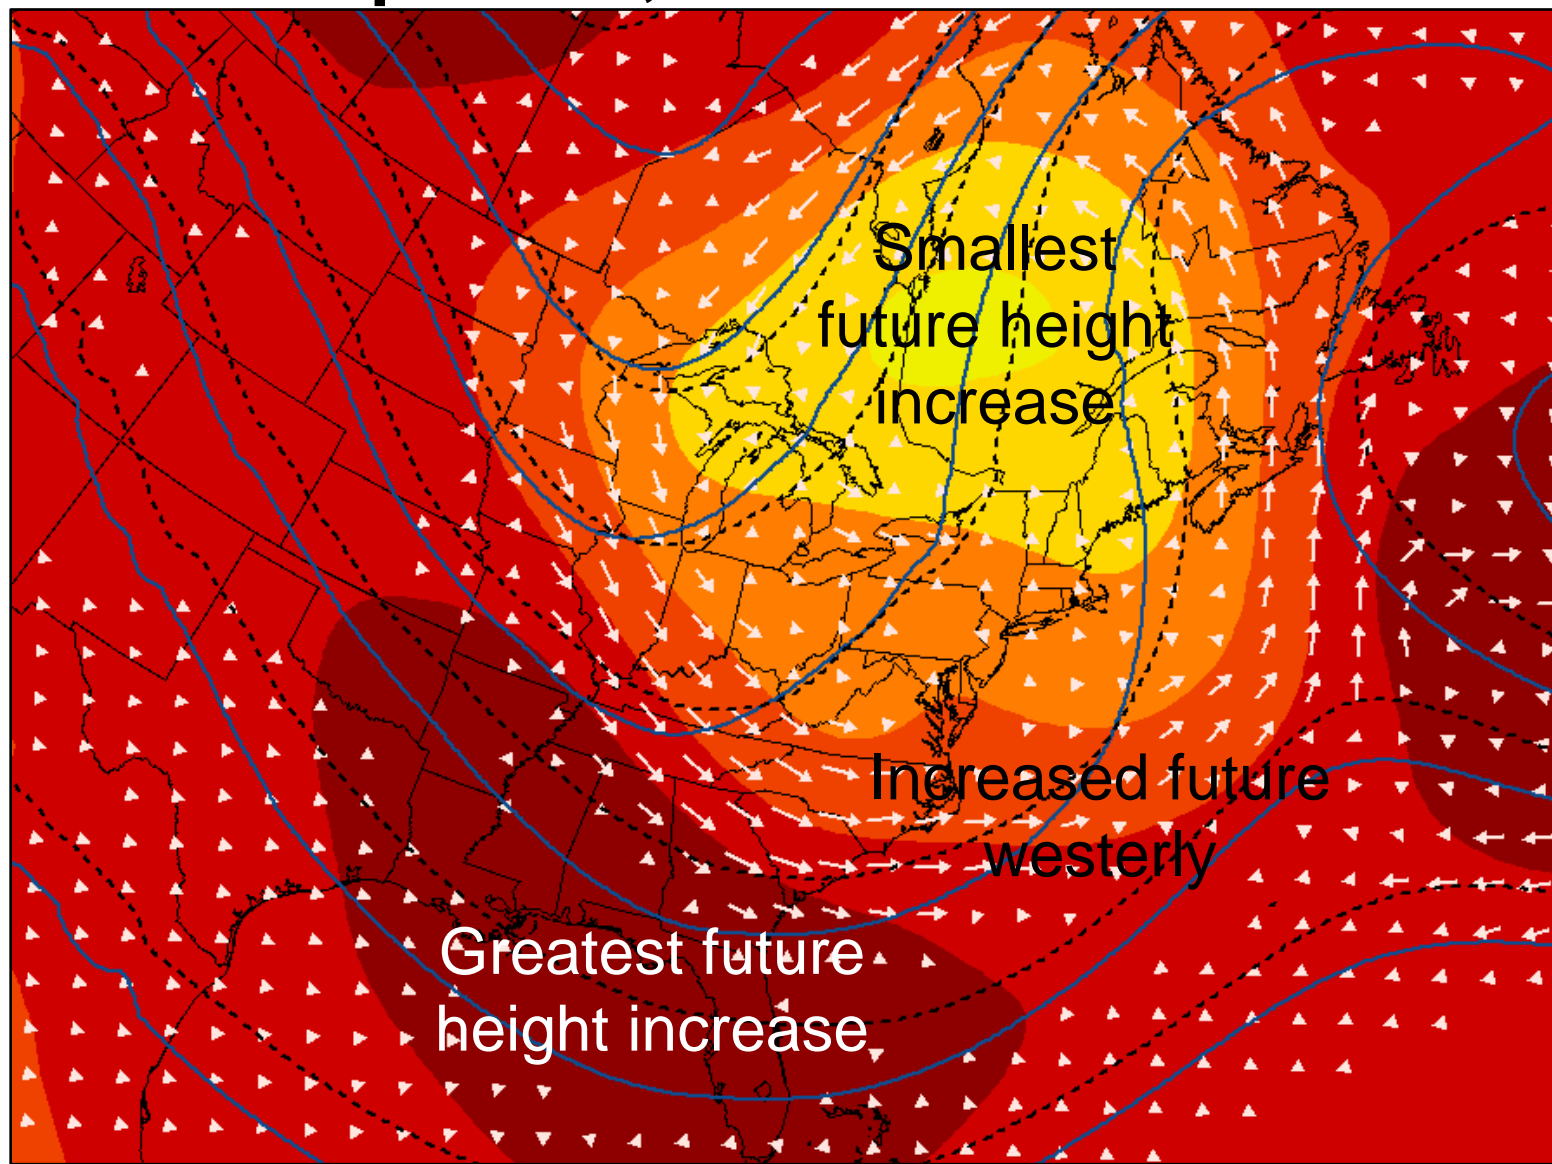 Smallest
future height
increase
Increased future
westerly
Greatest future
height increase